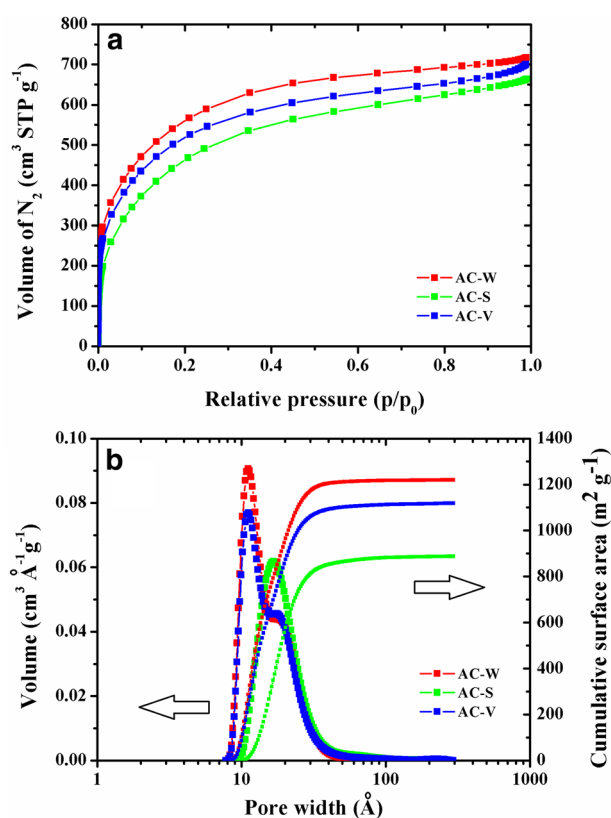 a
Volume of N2 (cm3 STP g-1)
800
700
600
500
400
300
200
100
0
0.0 0.2 0.4 0.6 0.8 1.0
AC-W
AC-S
AC-V
Relative pressure (p/p0)
b
Volume (cm3 Å-1g-1)
0.10
0.08
0.06
0.04
0.02
0.00
1400
1200
1000
800
600
400
200
0
Cumulative surface area (m2 g-1)
AC-W
AC-S
AC-V
1 10 100 1000
Pore width (Å)